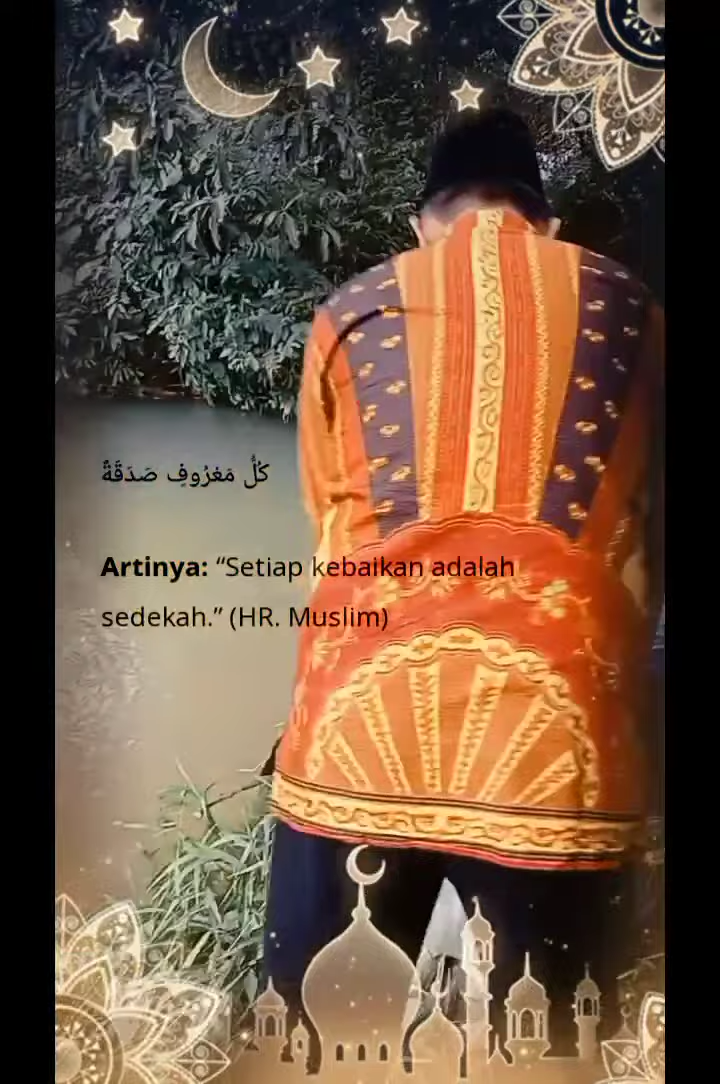 كُلُّ مَعْرُوفٍ صَدَقَةٌ
Artinya: “Setiap kebaikan adalah
sedekah.” (HR. Muslim)